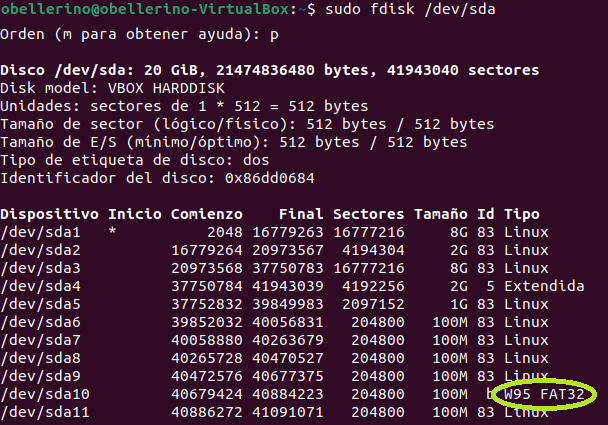 obellerino@obellerino-VirtualBox:~$ sudo fdisk /dev/sda
Orden (m para obtener ayuda): p
Disco /dev/sda: 20 GiB, 21474836480 bytes, 41943040 sectores
Disk model: VBOX HARDDISK
Unidades: sectores de 1 * 512 = 512 bytes
Tamaño de sector (lógico/físico): 512 bytes / 512 bytes
Tamaño de E/S (mínimo/óptimo): 512 bytes / 512 bytes
Tipo de etiqueta de disco: dos
Identificador del disco: 0x86dd0684
Dispositivo Inicio Comienzo Final Sectores Tamaño Id Tipo
/dev/sda1 * 2048 16779263 16777216 8G 83 Linux
/dev/sda2 16779264 20973567 4194304 2G 83 Linux
/dev/sda3 20973568 37750783 16777216 8G 83 Linux
/dev/sda4 37750784 41943039 4192256 2G 5 Extendida
/dev/sda5 37752832 39849983 2097152 1G 83 Linux
/dev/sda6 39852032 40056831 204800 100M 83 Linux
/dev/sda7 40058880 40263679 204800 100M 83 Linux
/dev/sda8 40265728 40470527 204800 100M 83 Linux
/dev/sda9 40472576 40677375 204800 100M 83 Linux
/dev/sda10 40679424 40884223 204800 100M b W95 FAT32
/dev/sda11 40886272 41091071 204800 100M 83 Linux